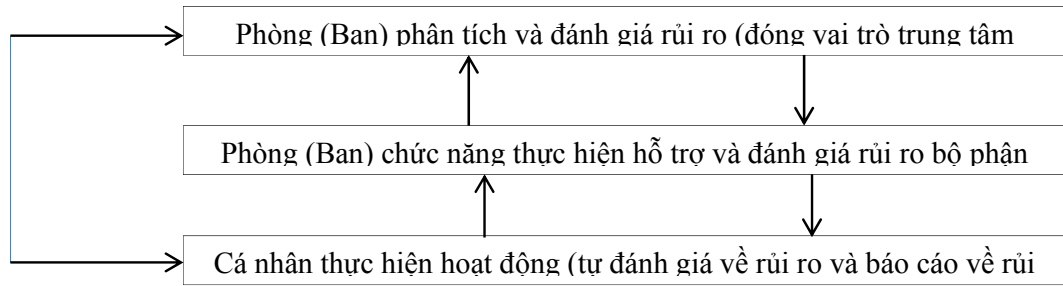 Phòng (Ban) phân tích và đánh giá rủi ro (đóng vai trò trung tâm
Phòng (Ban) chức năng thực hiện hỗ trợ và đánh giá rủi ro bộ phận
Cá nhân thực hiện hoạt động (tự đánh giá về rủi ro và báo cáo về rủi